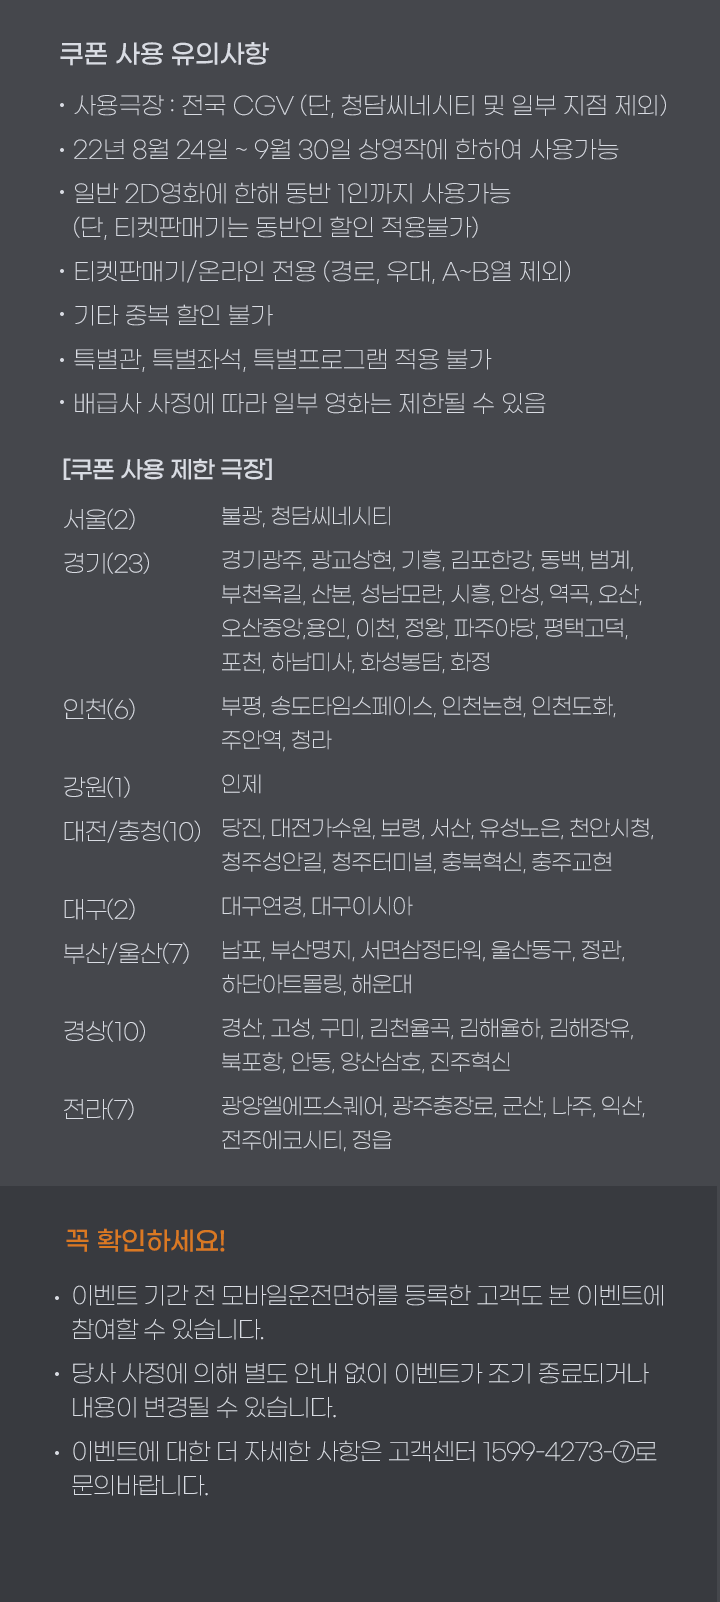 쿠폰 사용 유의사항
• 사용극장 : 전국 CGV (단, 청담씨네시티 및 일부 지점 제외)
• 22년 8월 24일 ~ 9월 30일 상영작에 한하여 사용가능
• 일반 2D영화에 한해 동반 1인까지 사용가능
(단, 티켓판매기는 동반인 할인 적용불가)
• 티켓판매기/온라인 전용 (경로, 우대, A~B열 제외)
• 기타 중복 할인 불가
• 특별관, 특별좌석, 특별프로그램 적용 불가
• 배급사 사정에 따라 일부 영화는 제한될 수 있음
[쿠폰 사용 제한 극장]
서울(2) 불광, 청담씨네시티
경기(23) 경기광주, 광교상현, 기흥, 김포한강, 동백, 범계,
부천옥길, 산본, 성남모란, 시흥, 안성, 역곡, 오산,
오산중앙,용인, 이천, 정왕, 파주야당, 평택고덕,
포천, 하남미사, 화성봉담, 화정
인천(6) 부평, 송도타임스페이스, 인천논현, 인천도화,
주안역, 청라
강원(1) 인제
대전/충청(10) 당진, 대전가수원, 보령, 서산, 유성노은, 천안시청,
청주성안길, 청주터미널, 충북혁신, 충주교현
대구(2) 대구연경, 대구이시아
부산/울산(7) 남포, 부산명지, 서면삼정타워, 울산동구, 정관,
하단아트몰링, 해운대
경상(10) 경산, 고성, 구미, 김천율곡, 김해율하, 김해장유,
북포항, 안동, 양산삼호, 진주혁신
전라(7) 광양엘에프스퀘어, 광주충장로, 군산, 나주, 익산,
전주에코시티, 정읍
꼭 확인하세요!
• 이벤트 기간 전 모바일운전면허를 등록한 고객도 본 이벤트에
참여할 수 있습니다.
• 당사 사정에 의해 별도 안내 없이 이벤트가 조기 종료되거나
내용이 변경될 수 있습니다.
• 이벤트에 대한 더 자세한 사항은 고객센터 1599-4273-⑦로
문의바랍니다.